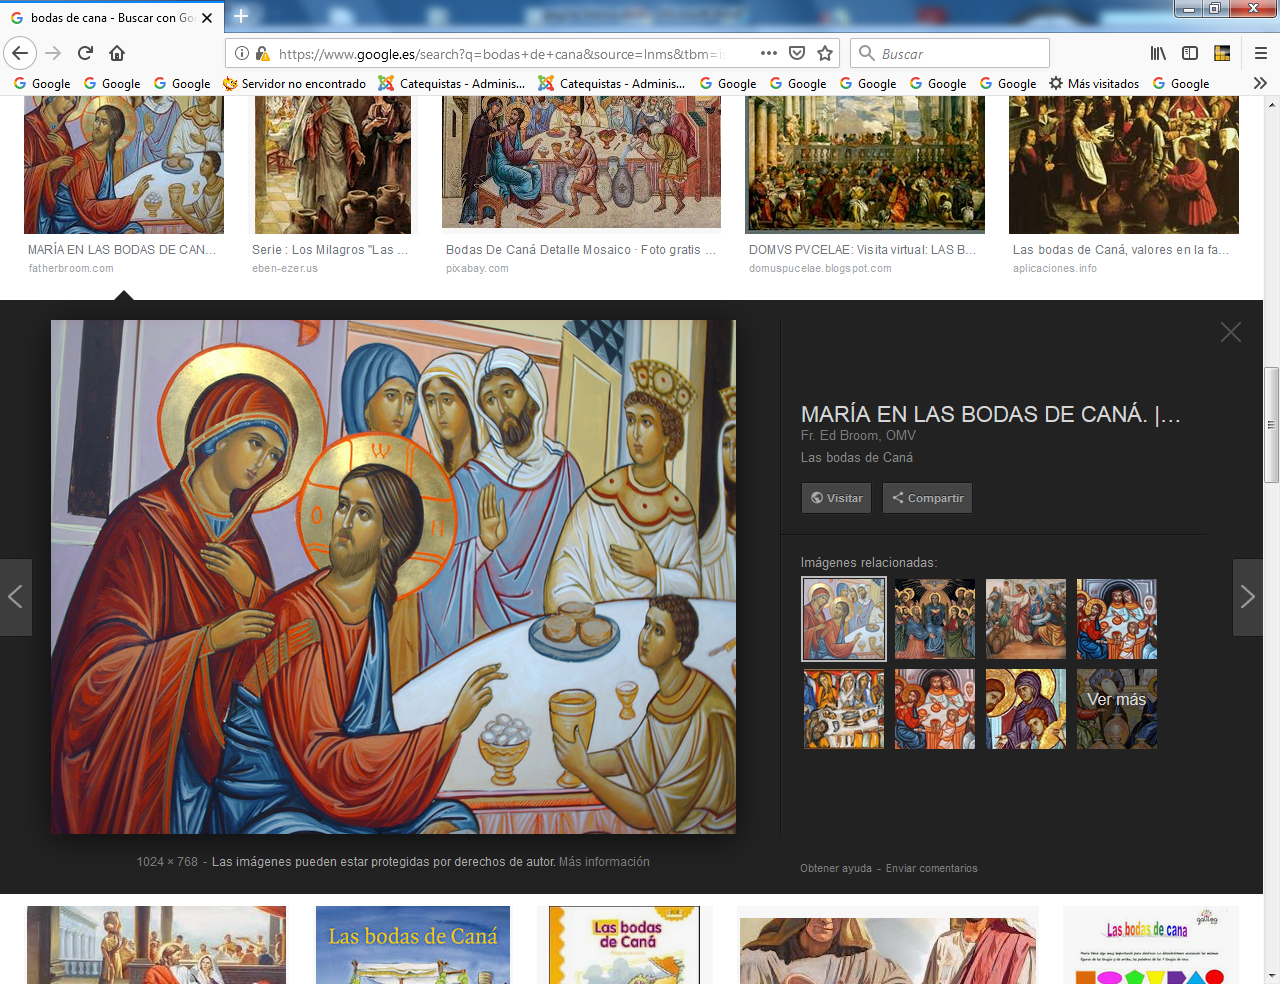 bodas de cana - Buscar con Go
https://www.google.es/search?q=bodas+de+cana&source=lnms&tbm=i
Buscar
Google
Google
Google
Servidor no encontrado
Catequistas - Adminis...
Catequistas - Adminis...
Google
Google
Google
Google
Google
Más visitados
Google
MARÍA EN LAS BODAS DE CAN...
fatherbroom.com
Serie : Los Milagros "Las ...
eben-ezer.us
Bodas De Caná Detalle Mosaico · Foto gratis ...
pixabay.com
DOMVS PVCELAE: Visita virtual: LAS B...
domuspucelae.blogspot.com
Las bodas de Caná, valores en la fa...
aplicaciones.info
MARÍA EN LAS BODAS DE CANÁ. |...
Fr. Ed Broom, OMV
Las bodas de Caná
Visitar
Compartir
Imágenes relacionadas:
Ver más
1024 × 768 - Las imágenes pueden estar protegidas por derechos de autor. Más información
Obtener ayuda - Enviar comentarios
Las bodas de Caná
Las bodas
de Caná
galilea
Las bodas de cana